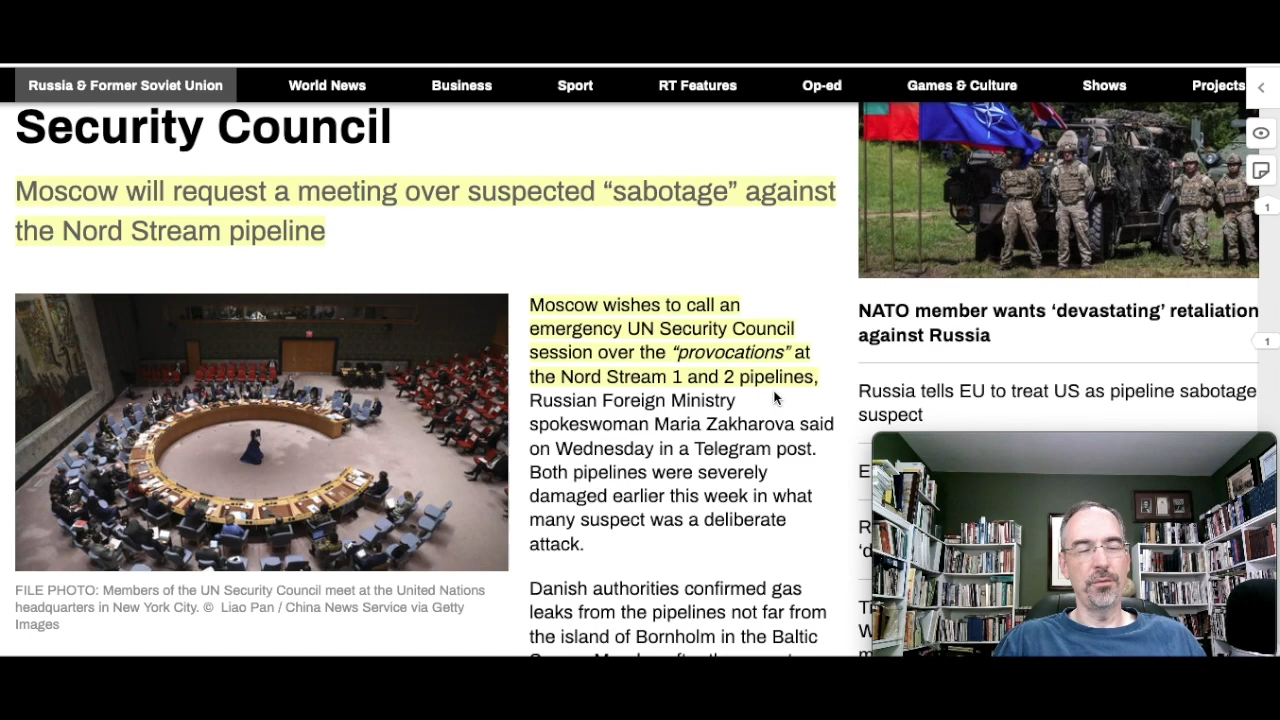 Russia & Former Soviet Union World News Business Sport RT Features Op-ed Games & Culture Shows Projects
Security Council
Moscow will request a meeting over suspected “sabotage” against
the Nord Stream pipeline
Moscow wishes to call an
emergency UN Security Council
session over the “provocations” at
the Nord Stream 1 and 2 pipelines,
Russian Foreign Ministry
spokeswoman Maria Zakharova said
on Wednesday in a Telegram post.
Both pipelines were severely
damaged earlier this week in what
many suspect was a deliberate
attack.
Danish authorities confirmed gas
leaks from the pipelines not far from
the island of Bornholm in the Baltic
FILE PHOTO: Members of the UN Security Council meet at the United Nations
headquarters in New York City. © Liao Pan / China News Service via Getty
Images
NATO member wants ‘devastating’ retaliation
against Russia
Russia tells EU to treat US as pipeline sabotage
suspect
1
1